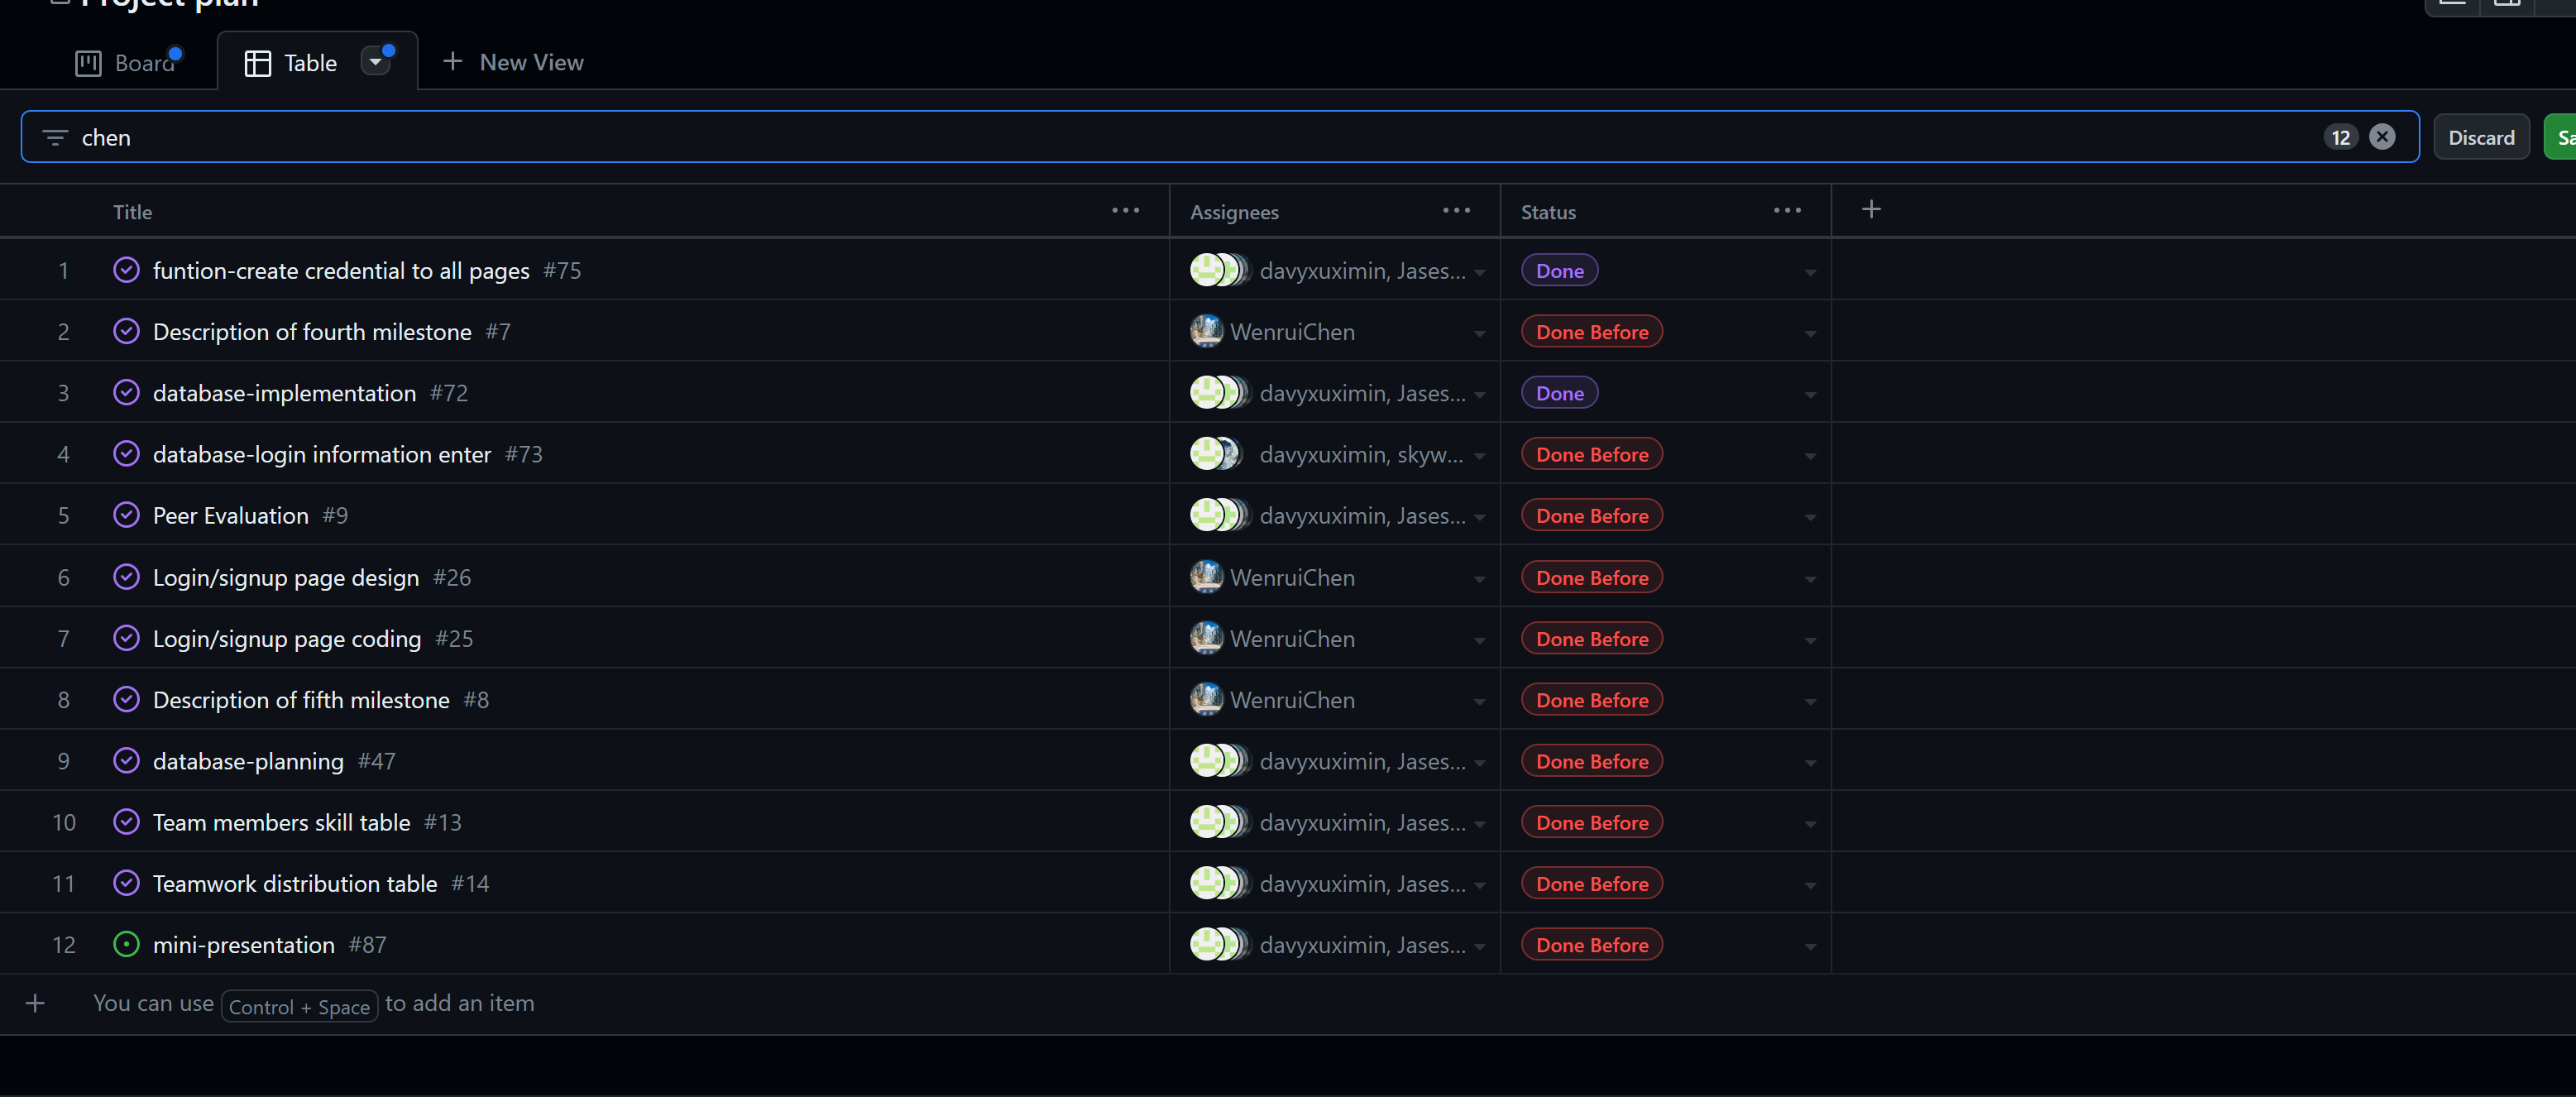 Project plan
Board
Table
New View
chen
12
Discard
Title
Assignees
Status
1 funtion-create credential to all pages #75 davyxuximin, Jases... Done
2 Description of fourth milestone #7 WenruiChen Done Before
3 database-implementation #72 davyxuximin, Jases... Done
4 database-login information enter #73 davyxuximin, skyw... Done Before
5 Peer Evaluation #9 davyxuximin, Jases... Done Before
6 Login/signup page design #26 WenruiChen Done Before
7 Login/signup page coding #25 WenruiChen Done Before
8 Description of fifth milestone #8 WenruiChen Done Before
9 database-planning #47 davyxuximin, Jases... Done Before
10 Team members skill table #13 davyxuximin, Jases... Done Before
11 Teamwork distribution table #14 davyxuximin, Jases... Done Before
12 mini-presentation #87 davyxuximin, Jases... Done Before
You can use Control + Space to add an item